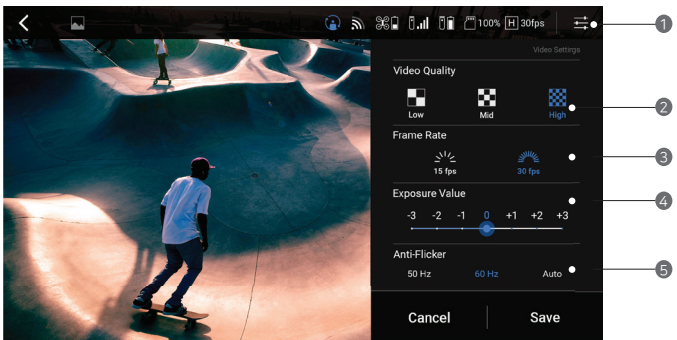 100% H 30fps
1
Video Settings
Video Quality
Low Mid High
2
Frame Rate
15 fps 30 fps
3
Exposure Value
4
-3 -2 -1 0 +1 +2 +3
Anti-Flicker
50 Hz 60 Hz Auto
5
Cancel Save